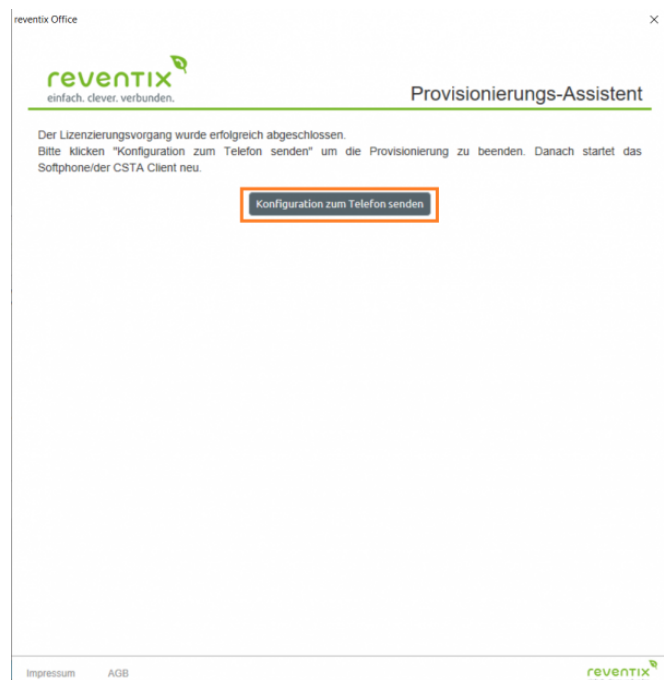 reventix Office
reventix
einfach. clever. verbunden.
Provisionierungs-Assistent
Der Lizenzierungsvorgang wurde erfolgreich abgeschlossen.
Bitte klicken "Konfiguration zum Telefon senden" um die Provisionierung zu beenden. Danach startet das
Softphone/der CSTA Client neu.
Konfiguration zum Telefon senden
Impressum AGB
reventix